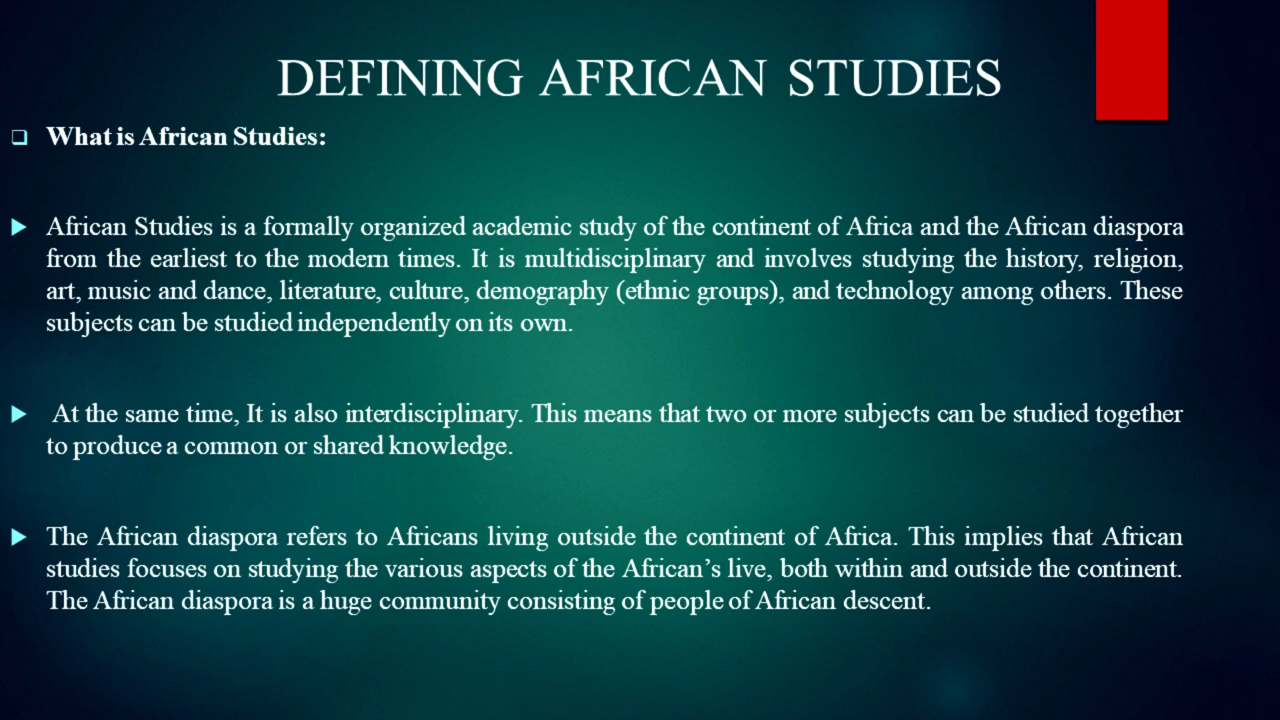 DEFINING AFRICAN STUDIES
What is African Studies:
African Studies is a formally organized academic study of the continent of Africa and the African diaspora
from the earliest to the modern times. It is multidisciplinary and involves studying the history, religion,
art, music and dance, literature, culture, demography (ethnic groups), and technology among others. These
subjects can be studied independently on its own.
At the same time, It is also interdisciplinary. This means that two or more subjects can be studied together
to produce a common or shared knowledge.
The African diaspora refers to Africans living outside the continent of Africa. This implies that African
studies focuses on studying the various aspects of the African’s live, both within and outside the continent.
The African diaspora is a huge community consisting of people of African descent.